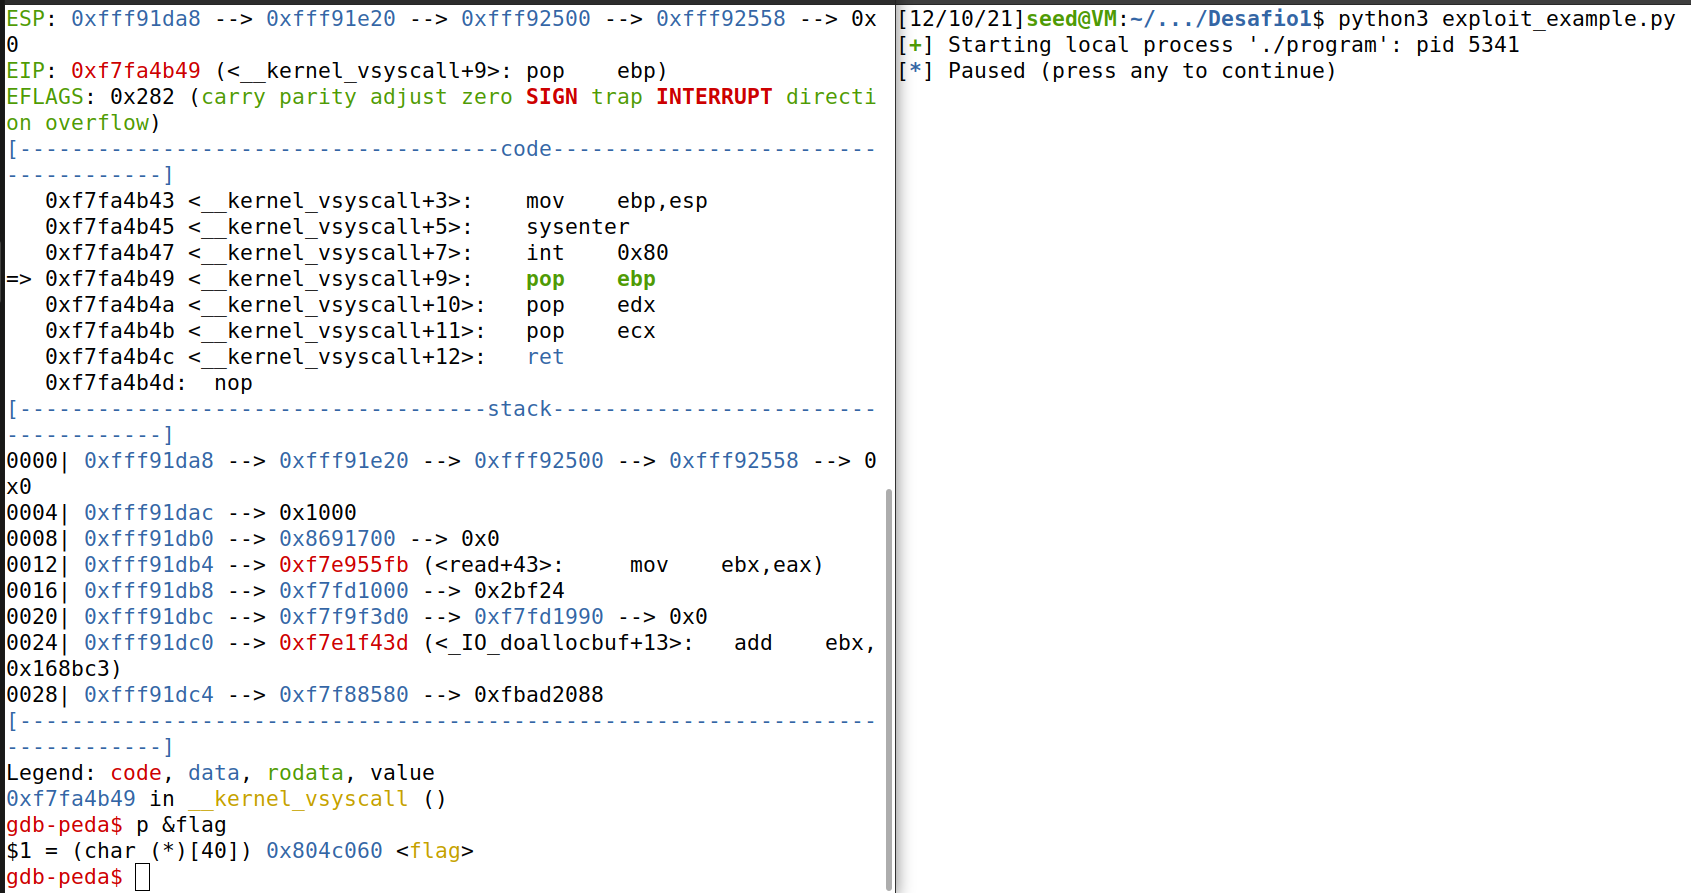 ESP: 0xfff91da8 --> 0xfff91e20 --> 0xfff92500 --> 0xfff92558 --> 0x
0
EIP: 0xf7fa4b49 (<__kernel_vsyscall+9>: pop    ebp)
EFLAGS: 0x282 (carry parity adjust zero SIGN trap INTERRUPT directi
on overflow)
[-------------------------------------code-------------------------
------------]
   0xf7fa4b43 <__kernel_vsyscall+3>:    mov    ebp,esp
   0xf7fa4b45 <__kernel_vsyscall+5>:    sysenter
   0xf7fa4b47 <__kernel_vsyscall+7>:    int    0x80
=> 0xf7fa4b49 <__kernel_vsyscall+9>:    pop    ebp
   0xf7fa4b4a <__kernel_vsyscall+10>:   pop    edx
   0xf7fa4b4b <__kernel_vsyscall+11>:   pop    ecx
   0xf7fa4b4c <__kernel_vsyscall+12>:   ret
   0xf7fa4b4d:  nop
[------------------------------------stack-------------------------
------------]
0000| 0xfff91da8 --> 0xfff91e20 --> 0xfff92500 --> 0xfff92558 --> 0
x0
0004| 0xfff91dac --> 0x1000
0008| 0xfff91db0 --> 0x8691700 --> 0x0
0012| 0xfff91db4 --> 0xf7e955fb (<read+43>:     mov    ebx,eax)
0016| 0xfff91db8 --> 0xf7fd1000 --> 0x2bf24
0020| 0xfff91dbc --> 0xf7f9f3d0 --> 0xf7fd1990 --> 0x0
0024| 0xfff91dc0 --> 0xf7e1f43d (<_IO_doallocbuf+13>:   add    ebx,
0x168bc3)
0028| 0xfff91dc4 --> 0xf7f88580 --> 0xfbad2088
[------------------------------------------------------------------
------------]
Legend: code, data, rodata, value
0xf7fa4b49 in __kernel_vsyscall ()
gdb-peda$ p &flag
$1 = (char (*)[40]) 0x804c060 <flag>
gdb-peda$
[12/10/21]seed@VM:~/.../Desafio1$ python3 exploit_example.py
[+] Starting local process './program': pid 5341
[*] Paused (press any to continue)